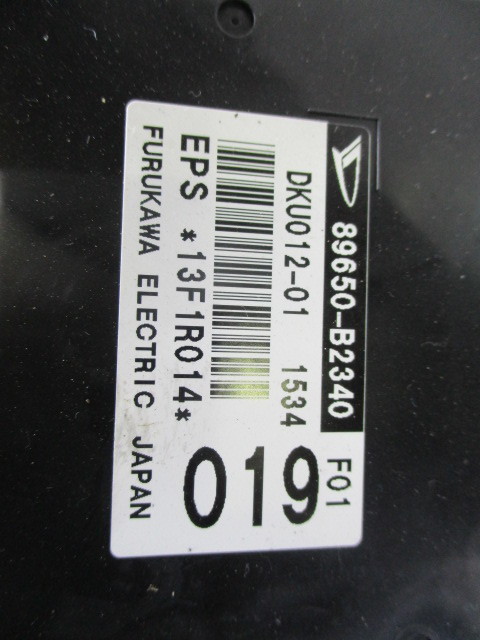 89650-B2340 F01
DKU012-01 1534
019
EPS *13F1R014*
FURUKAWA ELECTRIC JAPAN